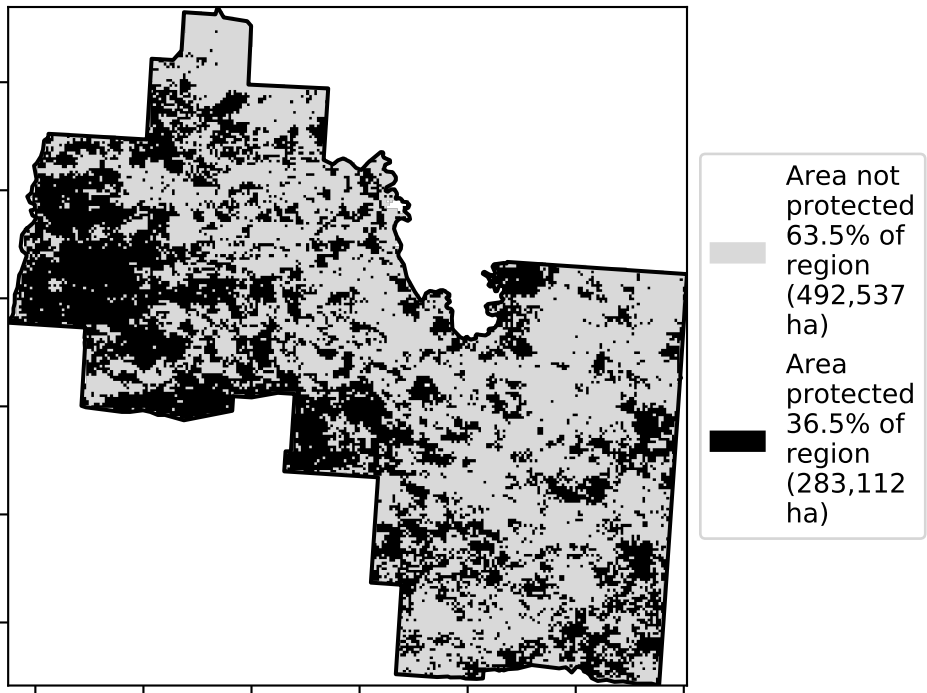 Area not
protected
63.5% of
region
(492,537
ha)
Area
protected
36.5% of
region
(283,112
ha)